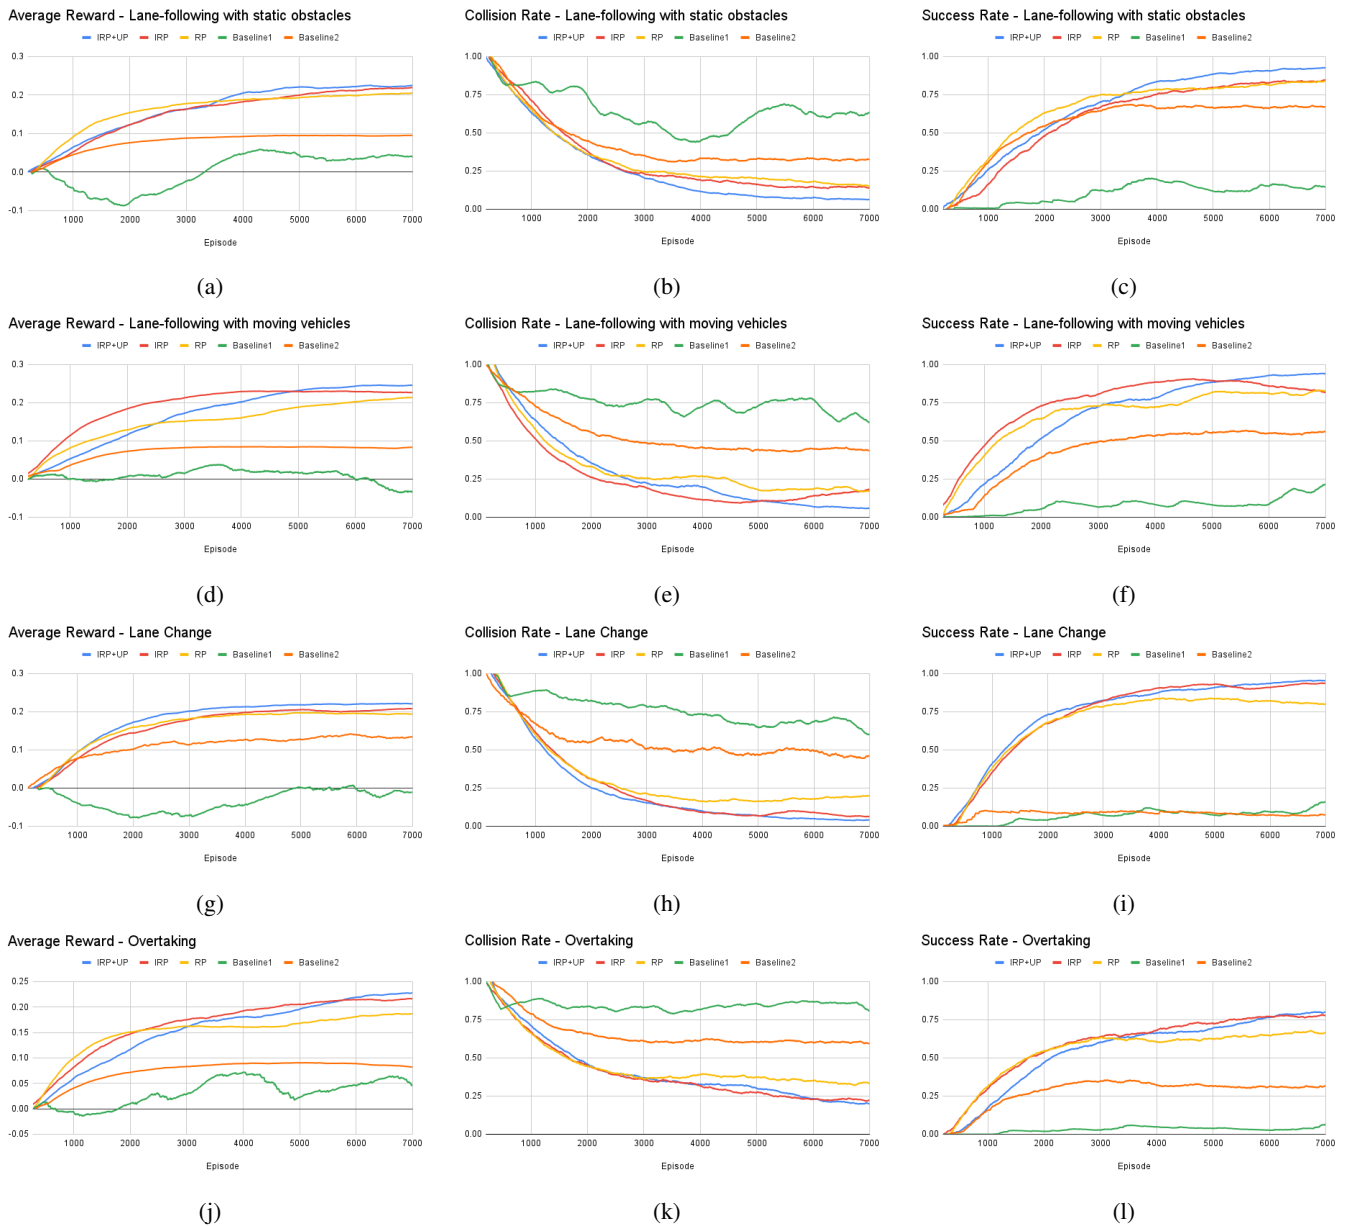 Average Reward - Lane-following with static obstacles
IRP+UP IRP RP Baseline1 Baseline2
0.3
0.2
0.1
0.0
-0.1
1000 2000 3000 4000 5000 6000 7000
Episode
(a)
Collision Rate - Lane-following with static obstacles
IRP+UP IRP RP Baseline1 Baseline2
1.00
0.75
0.50
0.25
0.00
1000 2000 3000 4000 5000 6000 7000
Episode
(b)
Success Rate - Lane-following with static obstacles
IRP+UP IRP RP Baseline1 Baseline2
1.00
0.75
0.50
0.25
0.00
1000 2000 3000 4000 5000 6000 7000
Episode
(c)
Average Reward - Lane-following with moving vehicles
IRP+UP IRP RP Baseline1 Baseline2
0.3
0.2
0.1
0.0
-0.1
1000 2000 3000 4000 5000 6000 7000
Episode
(d)
Collision Rate - Lane-following with moving vehicles
IRP+UP IRP RP Baseline1 Baseline2
1.00
0.75
0.50
0.25
0.00
1000 2000 3000 4000 5000 6000 7000
Episode
(e)
Success Rate - Lane-following with moving vehicles
IRP+UP IRP RP Baseline1 Baseline2
1.00
0.75
0.50
0.25
0.00
1000 2000 3000 4000 5000 6000 7000
Episode
(f)
Average Reward - Lane Change
IRP+UP IRP RP Baseline1 Baseline2
0.3
0.2
0.1
0.0
-0.1
1000 2000 3000 4000 5000 6000 7000
Episode
(g)
Collision Rate - Lane Change
IRP+UP IRP RP Baseline1 Baseline2
1.00
0.75
0.50
0.25
0.00
1000 2000 3000 4000 5000 6000 7000
Episode
(h)
Success Rate - Lane Change
IRP+UP IRP RP Baseline1 Baseline2
1.00
0.75
0.50
0.25
0.00
1000 2000 3000 4000 5000 6000 7000
Episode
(i)
Average Reward - Overtaking
IRP+UP IRP RP Baseline1 Baseline2
0.25
0.20
0.15
0.10
0.05
0.00
-0.05
1000 2000 3000 4000 5000 6000 7000
Episode
(j)
Collision Rate - Overtaking
IRP+UP IRP RP Baseline1 Baseline2
1.00
0.75
0.50
0.25
0.00
1000 2000 3000 4000 5000 6000 7000
Episode
(k)
Success Rate - Overtaking
IRP+UP IRP RP Baseline1 Baseline2
1.00
0.75
0.50
0.25
0.00
1000 2000 3000 4000 5000 6000 7000
Episode
(l)